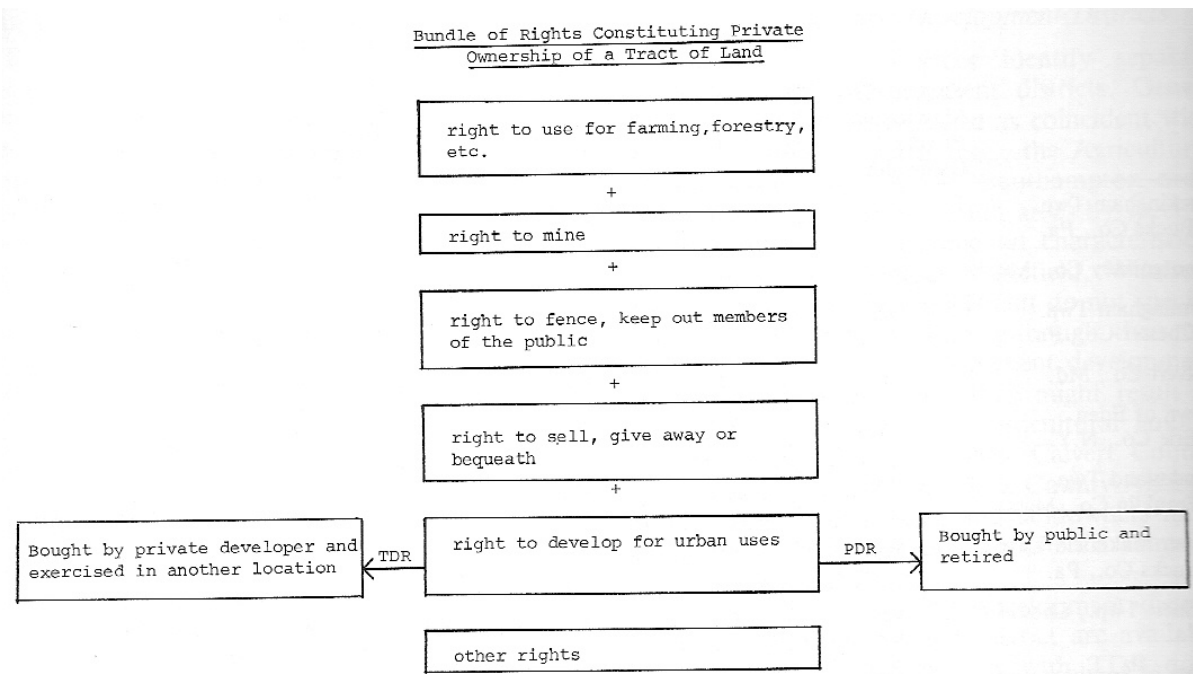 Bundle of Rights Constituting Private
Ownership of a Tract of Land
right to use for farming,forestry,
etc.
+
right to mine
+
right to fence, keep out members
of the public
+
right to sell, give away or
bequeath
+
Bought by private developer and
exercised in another location
TDR
right to develop for urban uses
PDR
Bought by public and
retired
other rights